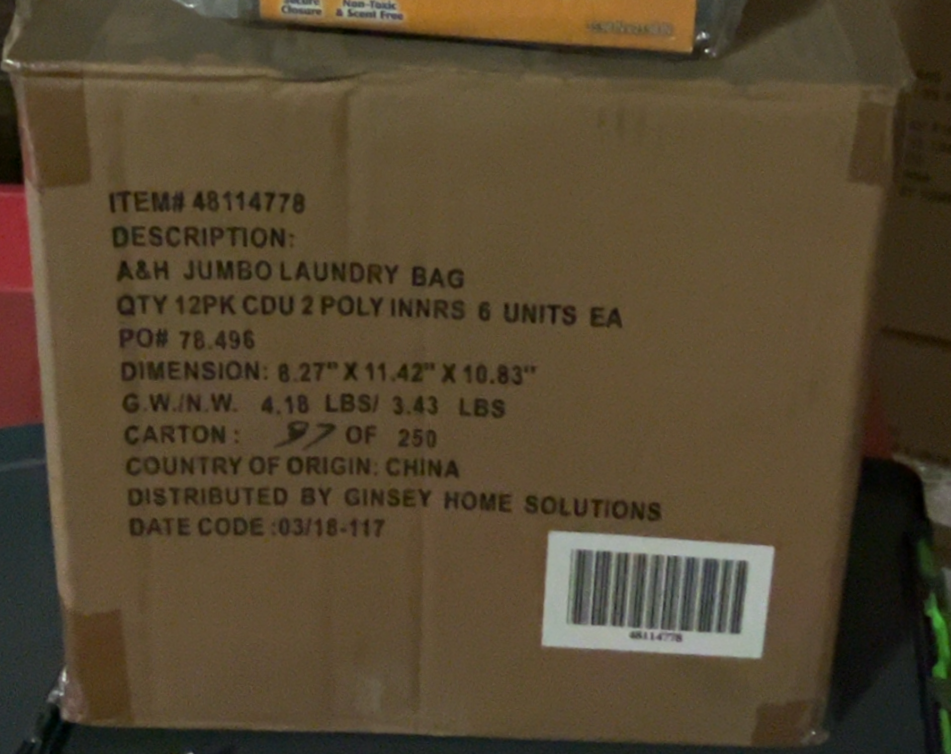 Closure
Non-Toxic
& Scent Free
ITEM# 48114778
DESCRIPTION:
A&H JUMBO LAUNDRY BAG
QTY 12PK CDU 2 POLY INNRS 6 UNITS EA
PO# 78.496
DIMENSION: 8.27" X 11.42" X 10.83"
G.W./N.W. 4.18 LBS/ 3.43 LBS
CARTON: 97 OF 250
COUNTRY OF ORIGIN: CHINA
DISTRIBUTED BY GINSEY HOME SOLUTIONS
DATE CODE :03/18-117
48114778